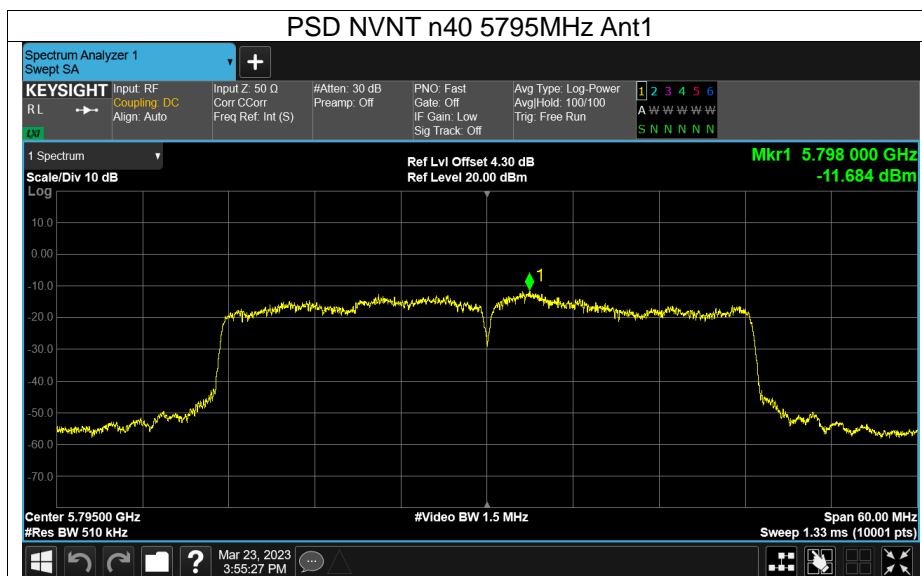 PSD NVNT n40 5795MHz Ant1
Spectrum Analyzer 1
Swept SA
+
KEYSIGHT
RL
LXI
Input: RF
Coupling: DC
Align: Auto
Input Z: 50 Ω
Corr CCorr
Freq Ref: Int (S)
#Atten: 30 dB
Preamp: Off
PNO: Fast
Gate: Off
IF Gain: Low
Sig Track: Off
Avg Type: Log-Power
Avg|Hold: 100/100
Trig: Free Run
1 2 3 4 5 6
A W W W W W
S N N N N N
1 Spectrum
Scale/Div 10 dB
Log
Ref Lvl Offset 4.30 dB
Ref Level 20.00 dBm
Mkr1 5.798 000 GHz
-11.684 dBm
10.0
0.00
-10.0
-20.0
-30.0
-40.0
-50.0
-60.0
-70.0
1
Center 5.79500 GHz
#Res BW 510 kHz
#Video BW 1.5 MHz
Span 60.00 MHz
Sweep 1.33 ms (10001 pts)
?
Mar 23, 2023
3:55:27 PM